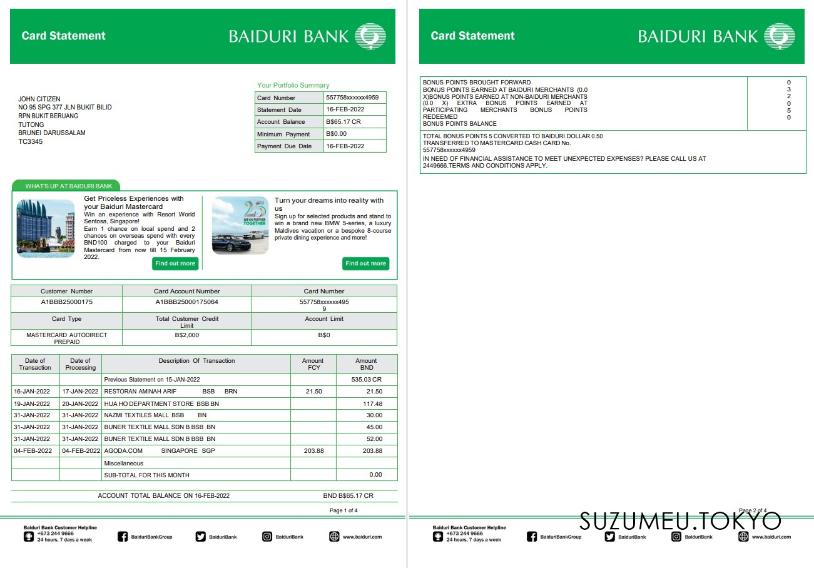 Card Statement
BAIDURI BANK
Your Portfolio Summary
Card Number 557758xxxxxx4959
Statement Date 16-FEB-2022
Account Balance B$65.17 CR
Minimum Payment B$0.00
Payment Due Date 16-FEB-2022
JOHN CITIZEN
NO 95 SPG 377 JLN BUKIT BILID
RPN BUKIT BERUANG
TUTONG
BRUNEI DARUSSALAM
TC3345
WHAT'S UP AT BAIDURI BANK
Get Priceless Experiences with
your Baiduri Mastercard
Win an experience with Resort World
Sentosa, Singapore!
Earn 1 chance on local spend and 2
chances on overseas spend with every
BND100 charged to your Baiduri
Mastercard from now till 15 February
2022.
Find out more
25
TOGETHER
Turn your dreams into reality with
us
Sign up for selected products and stand to
win a brand new BMW 5-series, a luxury
Maldives vacation or a bespoke 8-course
private dining experience and more!
Find out more
Customer Number Card Account Number Card Number
A1BBB25000175 A1BBB25000175064 557758xxxxxx495
9
Card Type Total Customer Credit Account Limit
Limit
MASTERCARD AUTODIRECT B$2,000 B$0
PREPAID
Date of Date of Description Of Transaction Amount Amount
Transaction Processing FCY BND
Previous Statement on 15-JAN-2022 535.03 CR
16-JAN-2022 17-JAN-2022 RESTORAN AMINAH ARIF BSB BRN 21.50 21.50
19-JAN-2022 20-JAN-2022 HUA HO DEPARTMENT STORE BSB BN 117.48
31-JAN-2022 31-JAN-2022 NAZMI TEXTILES MALL BSB BN 30.00
31-JAN-2022 31-JAN-2022 BUNER TEXTILE MALL SDN B BSB BN 45.00
31-JAN-2022 31-JAN-2022 BUNER TEXTILE MALL SDN B BSB BN 52.00
04-FEB-2022 04-FEB-2022 AGODA.COM SINGAPORE SGP 203.88 203.88
Miscellaneous
SUB-TOTAL FOR THIS MONTH 0.00
ACCOUNT TOTAL BALANCE ON 16-FEB-2022 BND B$65.17 CR
Page 1 of 4
Baiduri Bank Customer Helpline
+673 244 9666
24 hours, 7 days a week
BaiduriBankGroup BaiduriBank BaiduriBank www.baiduri.com
Card Statement
BAIDURI BANK
BONUS POINTS BROUGHT FORWARD 0
BONUS POINTS EARNED AT BAIDURI MERCHANTS (0.0 3
X)BONUS POINTS EARNED AT NON-BAIDURI MERCHANTS 2
(0.0 X) EXTRA BONUS POINTS EARNED AT 0
PARTICIPATING MERCHANTS BONUS POINTS 5
REDEEMED 0
BONUS POINTS BALANCE
TOTAL BONUS POINTS 5 CONVERTED TO BAIDURI DOLLAR 0.50
TRANSFERRED TO MASTERCARD CASH CARD No.
557758xxxxxx4959
IN NEED OF FINANCIAL ASSISTANCE TO MEET UNEXPECTED EXPENSES? PLEASE CALL US AT
2449666.TERMS AND CONDITIONS APPLY.
Page 2 of 4
SUZUMEU.TOKYO
Baiduri Bank Customer Helpline
+673 244 9666
24 hours, 7 days a week
BaiduriBankGroup BaiduriBank BaiduriBank www.baiduri.com